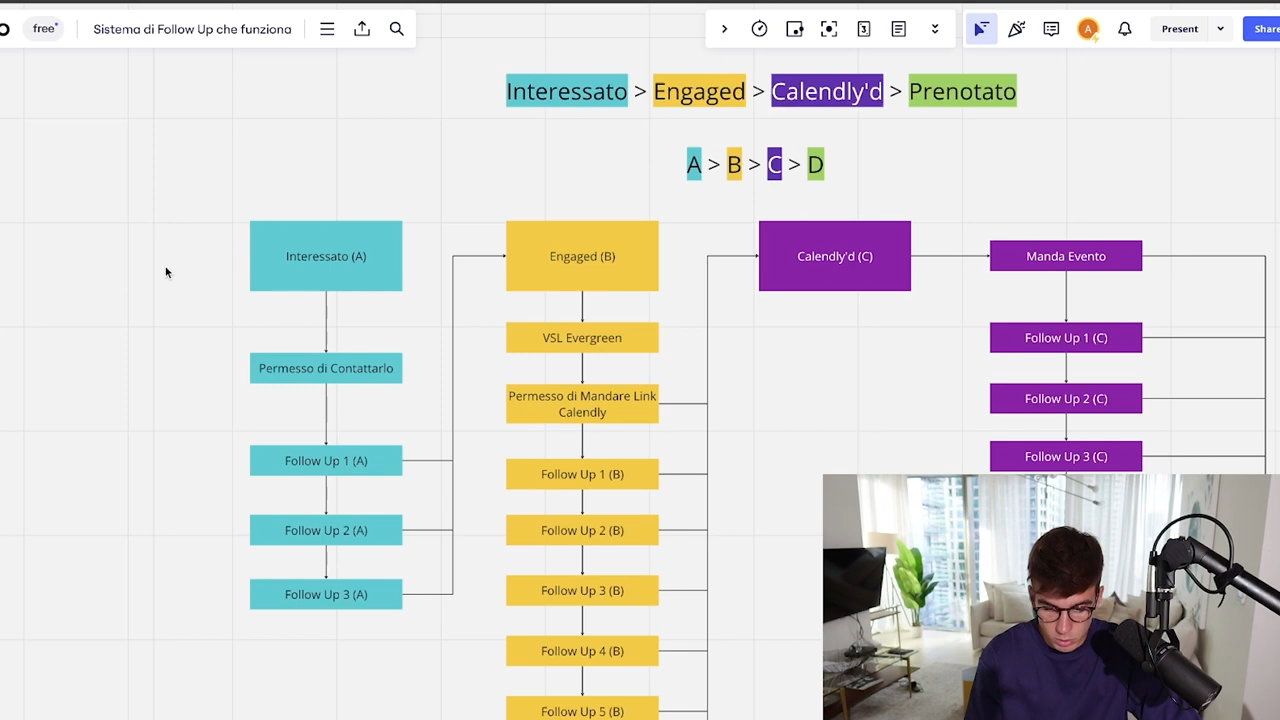 free
Sistema di Follow Up che funziona
3
A
Present
Share
Interessato > Engaged > Calendly'd > Prenotato
A > B > C > D
Interessato (A)
Permesso di Contattarlo
Follow Up 1 (A)
Follow Up 2 (A)
Follow Up 3 (A)
Engaged (B)
VSL Evergreen
Permesso di Mandare Link
Calendly
Follow Up 1 (B)
Follow Up 2 (B)
Follow Up 3 (B)
Follow Up 4 (B)
Follow Up 5 (B)
Calendly'd (C)
Manda Evento
Follow Up 1 (C)
Follow Up 2 (C)
Follow Up 3 (C)